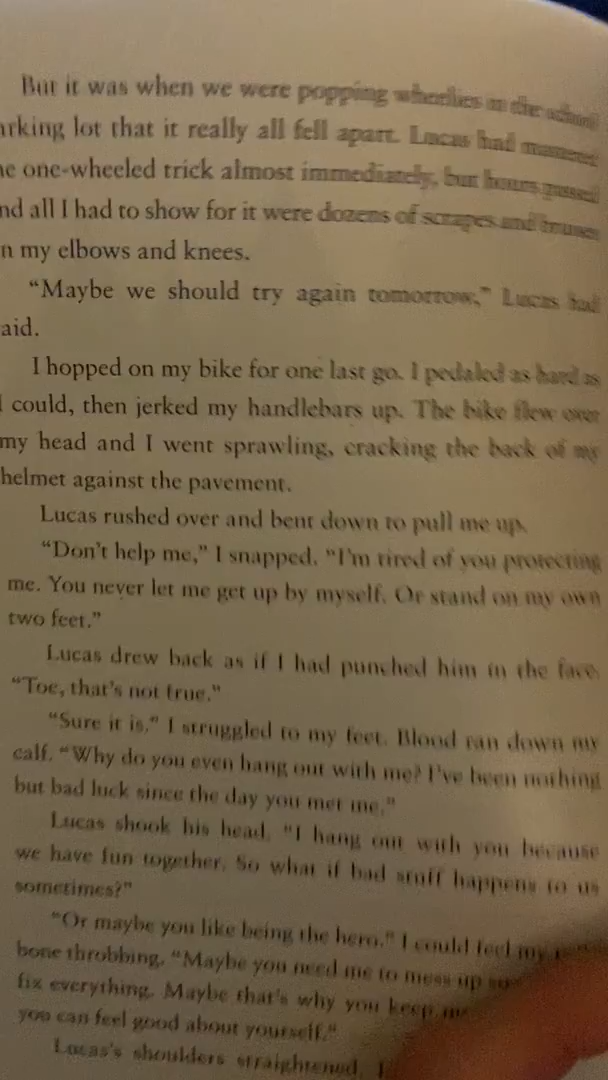 But it was when we were popping wheelies in the school
arking lot that it really all fell apart. Lucas had mastered
e one-wheeled trick almost immediately, but hours passed
nd all I had to show for it were dozens of scrapes and bruises
n my elbows and knees.
“Maybe we should try again tomorrow,” Lucas had
aid.
I hopped on my bike for one last go. I pedaled as hard as
I could, then jerked my handlebars up. The bike flew over
my head and I went sprawling, cracking the back of my
helmet against the pavement.
Lucas rushed over and bent down to pull me up.
“Don’t help me,” I snapped. “I’m tired of you protecting
me. You never let me get up by myself. Or stand on my own
two feet.”
Lucas drew back as if I had punched him in the face.
“Toe, that’s not true.”
“Sure it is.” I struggled to my feet. Blood ran down my
calf. “Why do you even hang out with me? I’ve been nothing
but bad luck since the day you met me.”
Lucas shook his head. “I hang out with you because
we have fun together. So what if bad stuff happens to us
sometimes?”
“Or maybe you like being the hero.” I could feel my
bone throbbing. “Maybe you need me to mess up
fix everything. Maybe that’s why you keep
you can feel good about yourself.”
Lucas’s shoulders straightened.